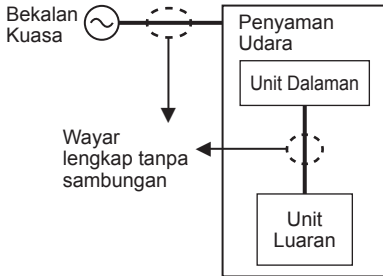 Bekalan
Kuasa
Penyaman
Udara
Unit Dalaman
Wayar
lengkap tanpa
sambungan
Unit
Luaran